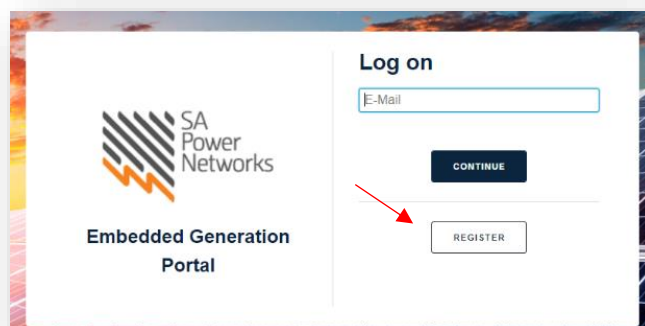 SA
Power
Networks
Embedded Generation
Portal
Log on
E-Mail
CONTINUE
REGISTER